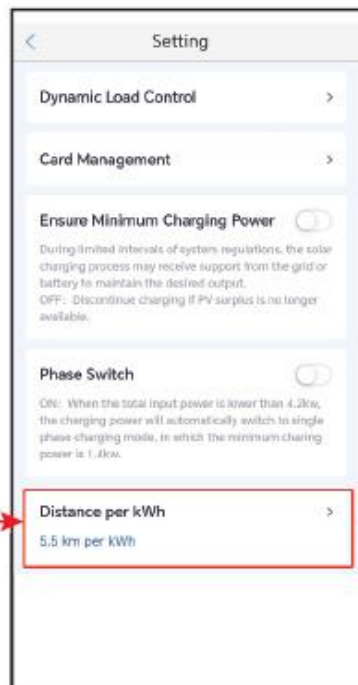 Setting
Dynamic Load Control
Card Management
Ensure Minimum Charging Power
During limited intervals of system regulations, the solar
charging process may receive support from the grid or
battery to maintain the desired output.
OFF: Discontinue charging if PV surplus is no longer
available.
Phase Switch
ON: When the total input power is lower than 4.2kw,
the charging power will automatically switch to single
phase charging mode, in which the minimum charing
power is 1.4kw.
Distance per kWh
5.5 km per kWh